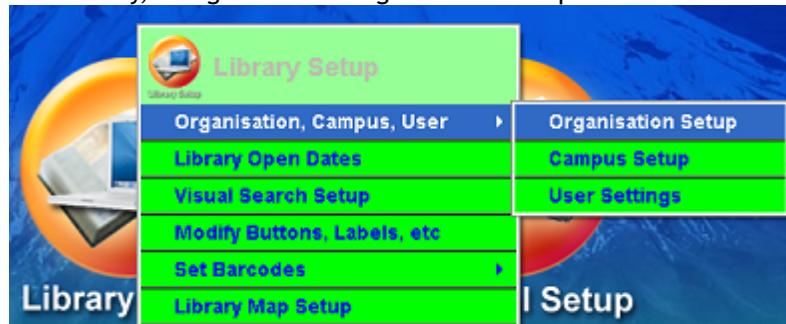 Library Setup
Library Setup
Organisation, Campus, User
Organisation Setup
Library Open Dates
Campus Setup
Visual Search Setup
User Settings
Modify Buttons, Labels, etc
Set Barcodes
Library Map Setup
Library
l Setup